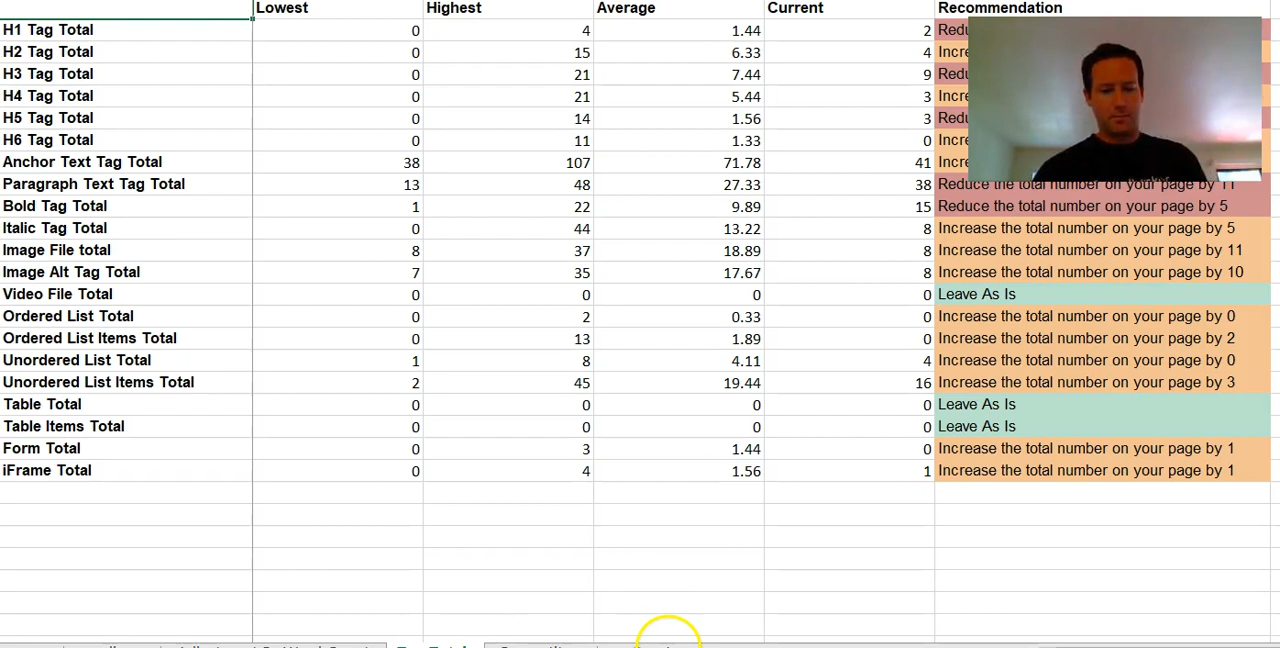 Lowest Highest Average Current Recommendation
H1 Tag Total 0 4 1.44 2
H2 Tag Total 0 15 6.33 4
H3 Tag Total 0 21 7.44 9
H4 Tag Total 0 21 5.44 3
H5 Tag Total 0 14 1.56 3
H6 Tag Total 0 11 1.33 0
Anchor Text Tag Total 38 107 71.78 41
Paragraph Text Tag Total 13 48 27.33 38 Reduce the total number on your page by 11
Bold Tag Total 1 22 9.89 15 Reduce the total number on your page by 5
Italic Tag Total 0 44 13.22 8 Increase the total number on your page by 5
Image File total 8 37 18.89 8 Increase the total number on your page by 11
Image Alt Tag Total 7 35 17.67 8 Increase the total number on your page by 10
Video File Total 0 0 0 0 Leave As Is
Ordered List Total 0 2 0.33 0 Increase the total number on your page by 0
Ordered List Items Total 0 13 1.89 0 Increase the total number on your page by 2
Unordered List Total 1 8 4.11 4 Increase the total number on your page by 0
Unordered List Items Total 2 45 19.44 16 Increase the total number on your page by 3
Table Total 0 0 0 0 Leave As Is
Table Items Total 0 0 0 0 Leave As Is
Form Total 0 3 1.44 0 Increase the total number on your page by 1
iFrame Total 0 4 1.56 1 Increase the total number on your page by 1